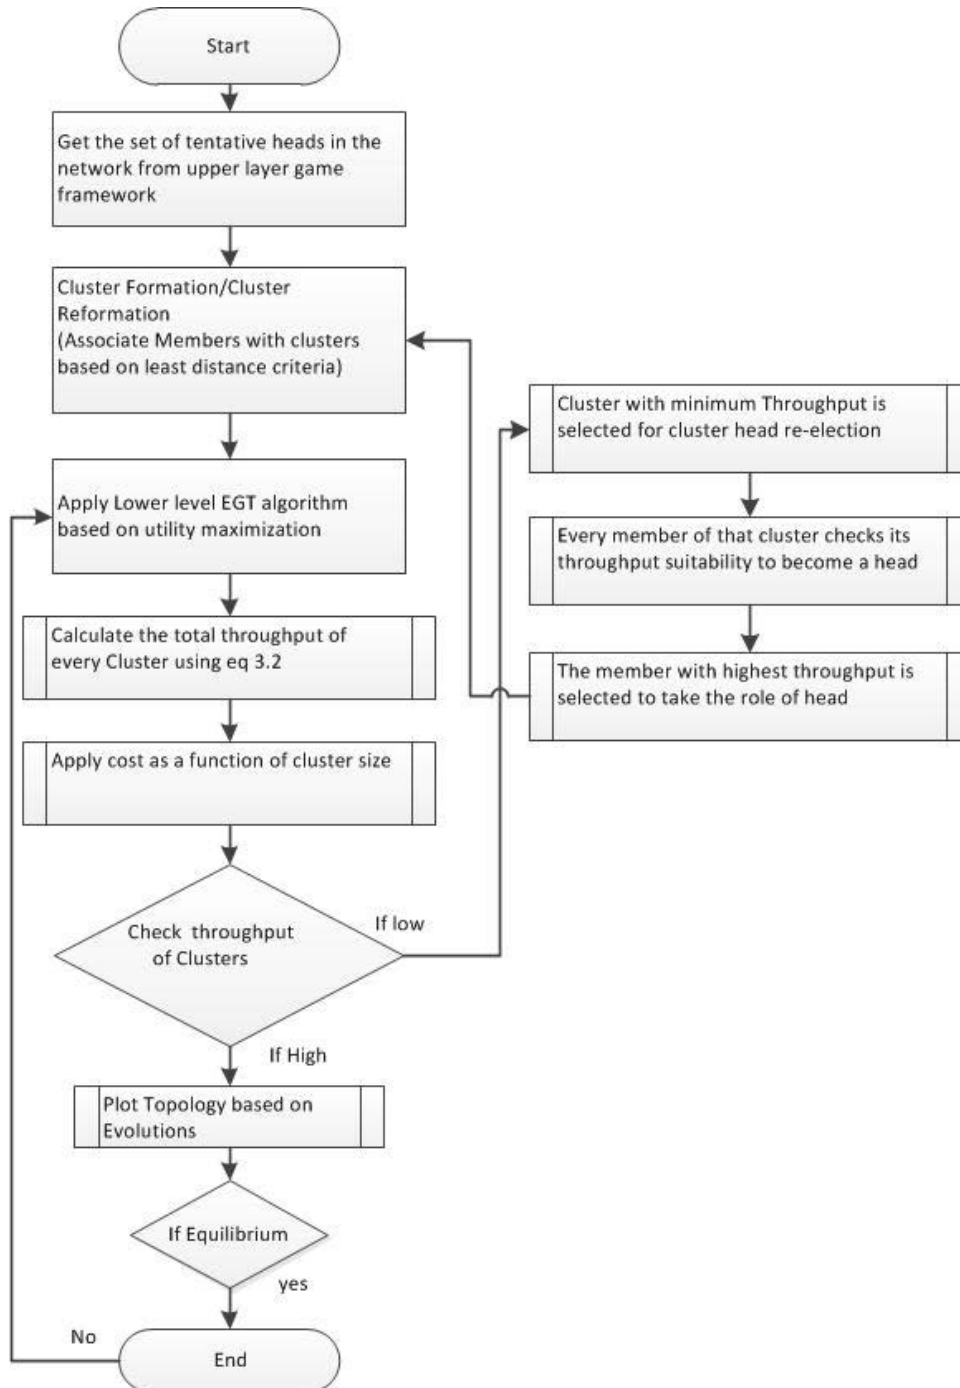 Start
Get the set of tentative heads in the
network from upper layer game
framework
Cluster Formation/Cluster
Reformation
(Associate Members with clusters
based on least distance criteria)
Apply Lower level EGT algorithm
based on utility maximization
Calculate the total throughput of
every Cluster using eq 3.2
Apply cost as a function of cluster size
Check throughput
of Clusters
If low
Cluster with minimum Throughput is
selected for cluster head re-election
Every member of that cluster checks its
throughput suitability to become a head
The member with highest throughput is
selected to take the role of head
If High
Plot Topology based on
Evolutions
If Equilibrium
yes
No
End